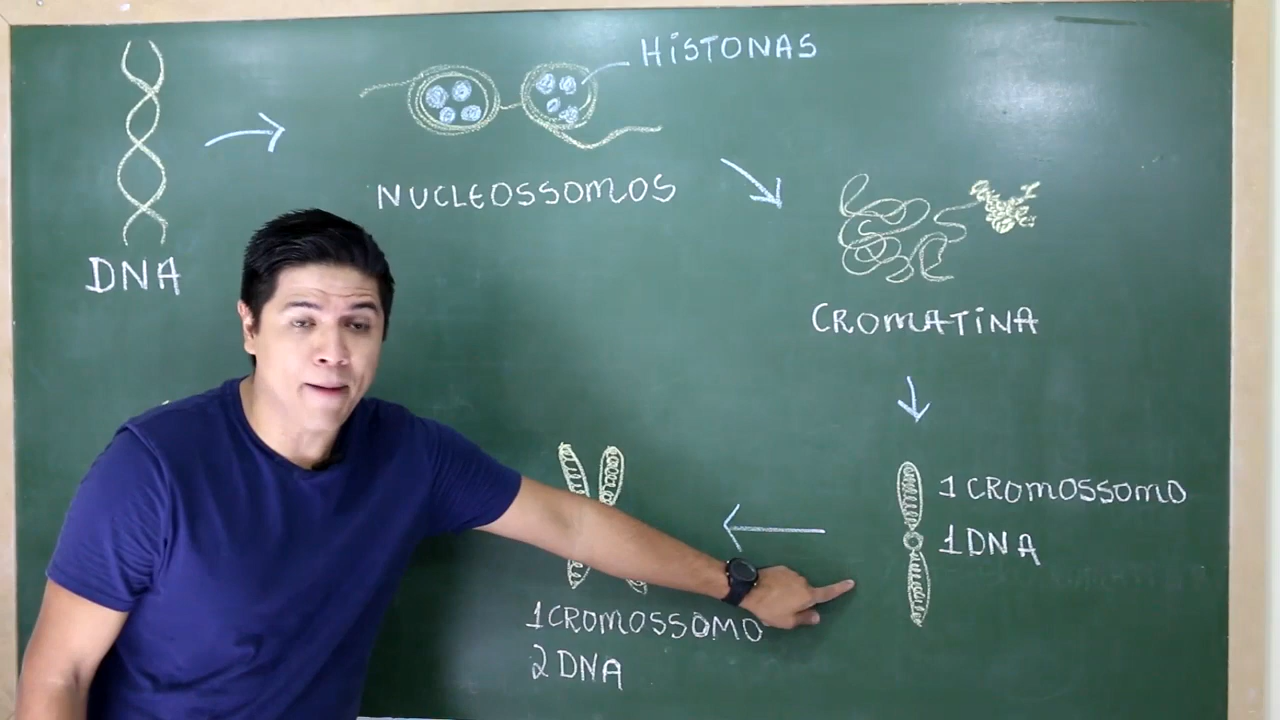 HISTONAS
NUCLEOSSOMOS
DNA
CROMATINA
1 CROMOSSOMO
1 DNA
1 CROMOSSOMO
2 DNA